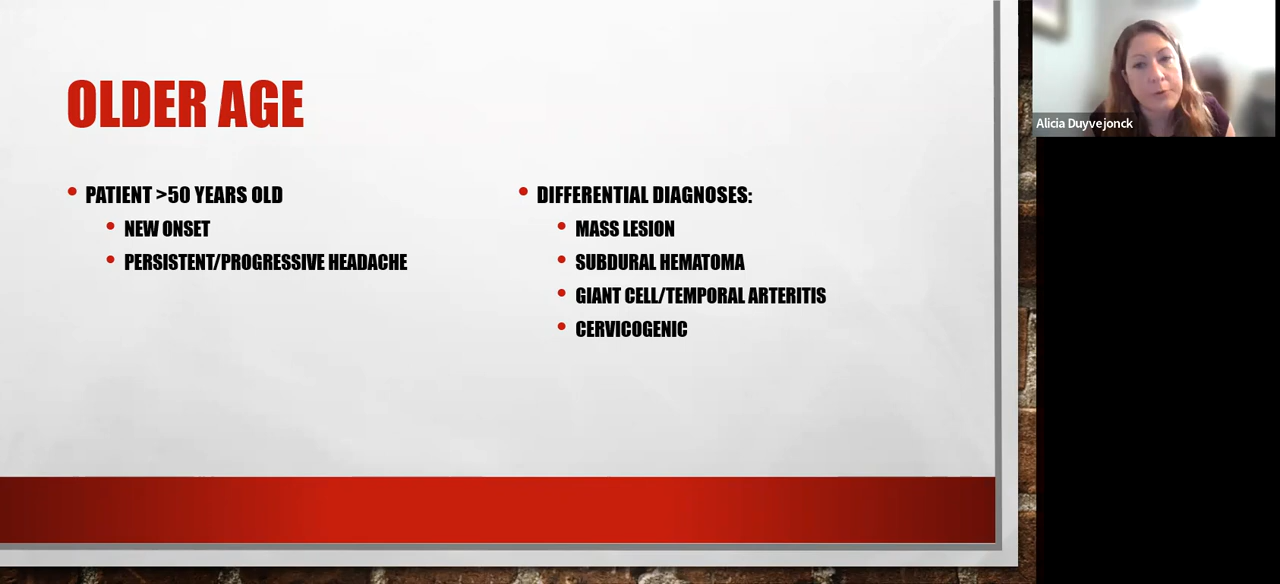 OLDER AGE
PATIENT >50 YEARS OLD
NEW ONSET
PERSISTENT/PROGRESSIVE HEADACHE
DIFFERENTIAL DIAGNOSES:
MASS LESION
SUBDURAL HEMATOMA
GIANT CELL/TEMPORAL ARTERITIS
CERVICOGENIC
Alicia Duyvejonck